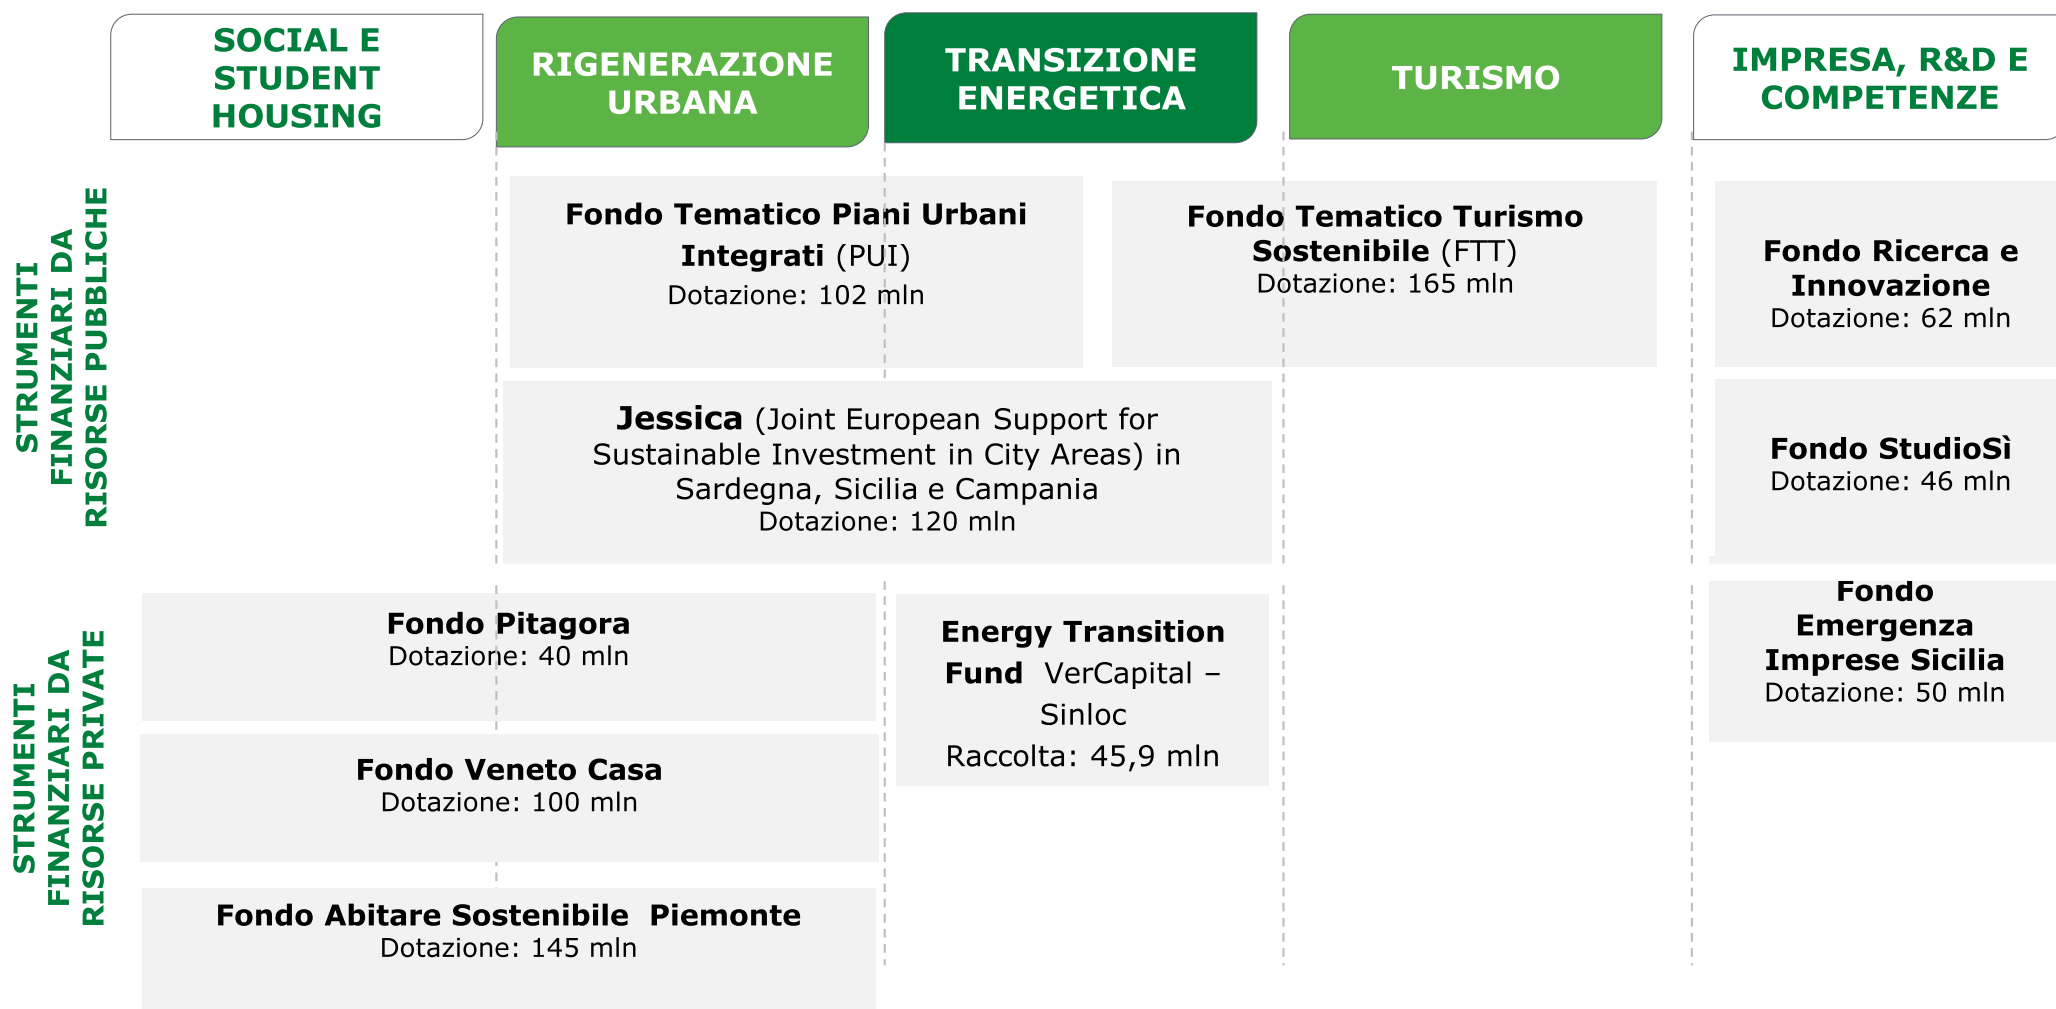 SOCIAL E
STUDENT
HOUSING
RIGENERAZIONE
URBANA
TRANSIZIONE
ENERGETICA
TURISMO
IMPRESA, R&D E
COMPETENZE
STRUMENTI
FINANZIARI DA
RISORSE PUBBLICHE
Fondo Tematico Piani Urbani
Integrati (PUI)
Dotazione: 102 mln
Fondo Tematico Turismo
Sostenibile (FTT)
Dotazione: 165 mln
Fondo Ricerca e
Innovazione
Dotazione: 62 mln
Jessica (Joint European Support for
Sustainable Investment in City Areas) in
Sardegna, Sicilia e Campania
Dotazione: 120 mln
Fondo StudioSì
Dotazione: 46 mln
STRUMENTI
FINANZIARI DA
RISORSE PRIVATE
Fondo Pitagora
Dotazione: 40 mln
Energy Transition
Fund  VerCapital –
Sinloc
Raccolta: 45,9 mln
Fondo
Emergenza
Imprese Sicilia
Dotazione: 50 mln
Fondo Veneto Casa
Dotazione: 100 mln
Fondo Abitare Sostenibile  Piemonte
Dotazione: 145 mln